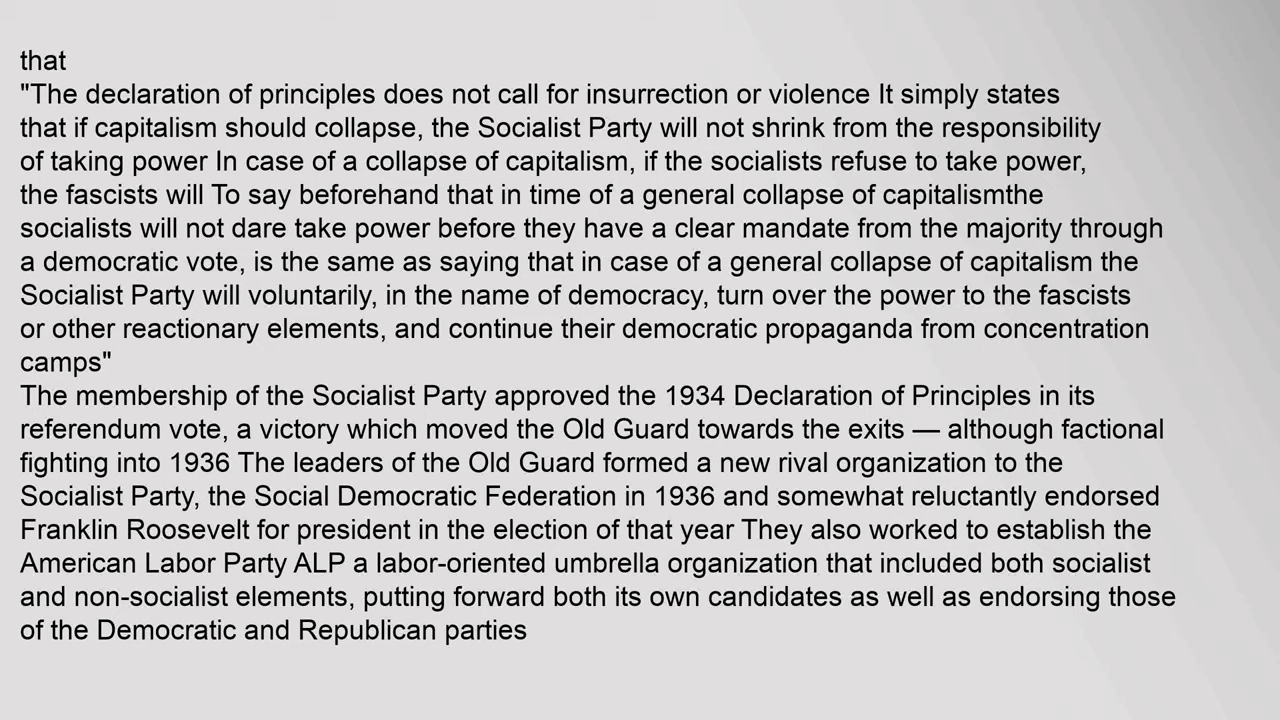 that
"The declaration of principles does not call for insurrection or violence It simply states
that if capitalism should collapse, the Socialist Party will not shrink from the responsibility
of taking power In case of a collapse of capitalism, if the socialists refuse to take power,
the fascists will To say beforehand that in time of a general collapse of capitalismthe
socialists will not dare take power before they have a clear mandate from the majority through
a democratic vote, is the same as saying that in case of a general collapse of capitalism the
Socialist Party will voluntarily, in the name of democracy, turn over the power to the fascists
or other reactionary elements, and continue their democratic propaganda from concentration
camps"
The membership of the Socialist Party approved the 1934 Declaration of Principles in its
referendum vote, a victory which moved the Old Guard towards the exits — although factional
fighting into 1936 The leaders of the Old Guard formed a new rival organization to the
Socialist Party, the Social Democratic Federation in 1936 and somewhat reluctantly endorsed
Franklin Roosevelt for president in the election of that year They also worked to establish the
American Labor Party ALP a labor-oriented umbrella organization that included both socialist
and non-socialist elements, putting forward both its own candidates as well as endorsing those
of the Democratic and Republican parties